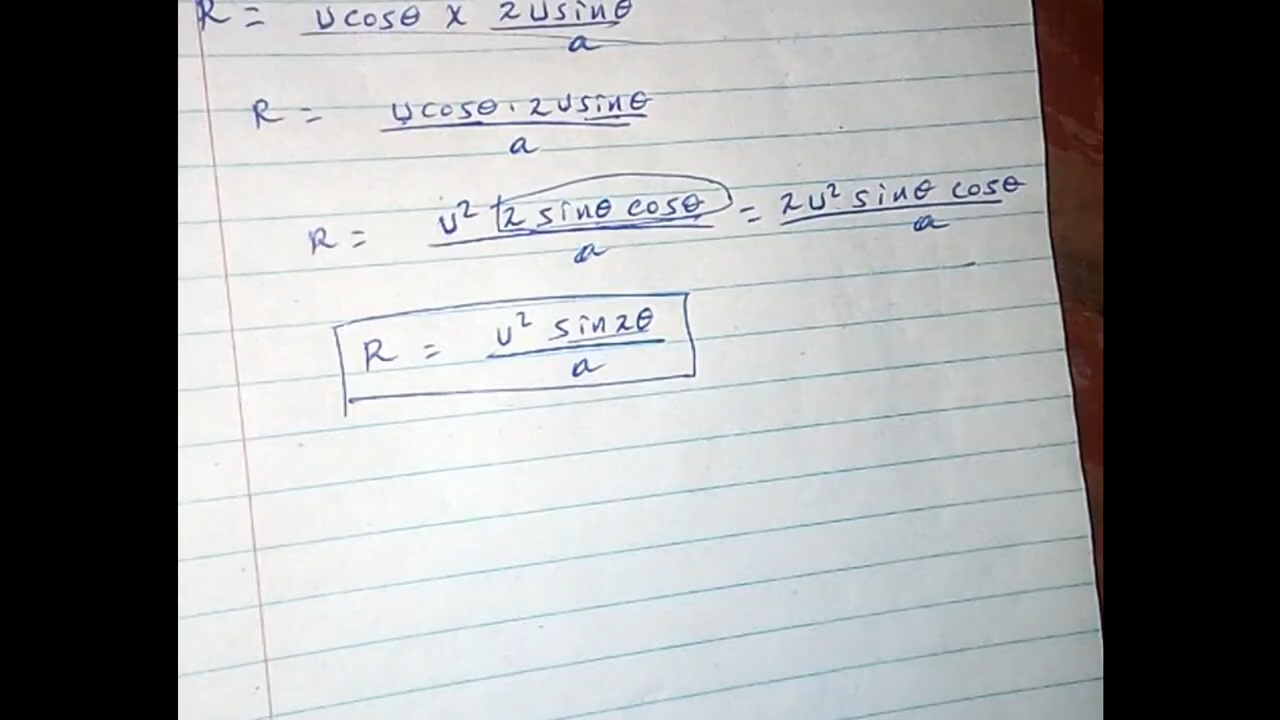 R = ucosθ x 2usinθ
a
R = ucosθ . 2usinθ
a
R = u² 2 sinθ cosθ = 2u² sinθ cosθ
a a
R = u² sin2θ
a